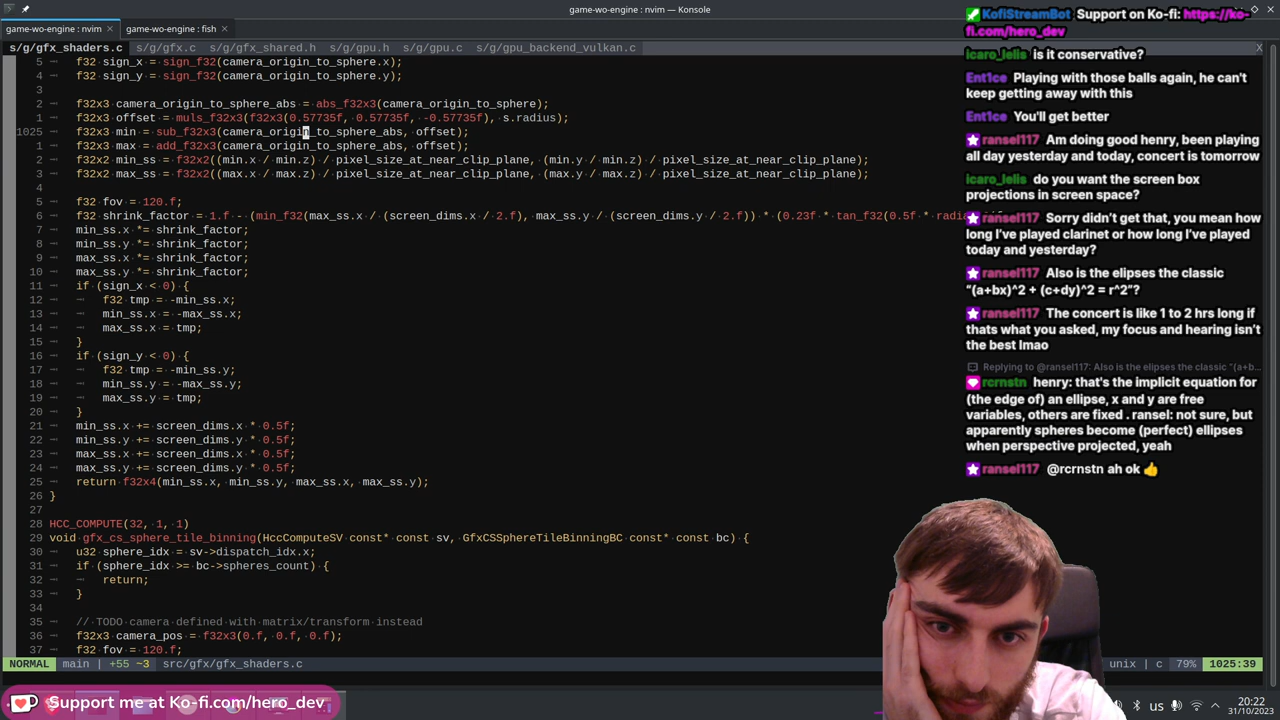 game-wo-engine : nvim — Konsole
game-wo-engine : nvim
game-wo-engine : fish
s/g/gfx_shaders.c s/g/gfx.c s/g/gfx_s pu.h s/g/gpu.c s/g/gpu_backend_vulkan.c X
5 f32 sign_x = sign_f32(camera_ .x);
4 f32 sign_y = sign_f32(camera_origin_to_sphere.y);
3
2 f32x3 camera_origin_to_sphere_abs = abs_f32x3(camera_origin_to_sphere);
1 f32x3 offset = muls_f32x3(f32x3(0.57735f, 0.57735f, -0.57735f), s.radius);
1025 f32x3 min = sub_f32x3(camera_origin_to_sphere_abs, offset);
1 f32x3 max = add_f32x3(camera_origin_to_sphere_abs, offset);
2 f32x2 min_ss = f32x2((min.x / min.z) / pixel_size_at_near_clip_plane, (min.y / min.z) / pixel_size_at_near_clip_plane);
3 f32x2 max_ss = f32x2((max.x / max.z) / pixel_size_at_near_clip_plane, (max.y / max.z) / pixel_size_at_near_clip_plane);
4
5 f32 fov = 120.f;
6 f32 shrink_factor = 1.f - (min_f32(max_ss.x / (screen_dims.x / 2.f), max_ss.y / (screen_dims.y / 2.f)) * (0.23f * tan_f32(0.5f * radia
7 min_ss.x *= shrink_factor;
8 min_ss.y *= shrink_factor;
9 max_ss.x *= shrink_factor;
10 max_ss.y *= shrink_factor;
11 if (sign_x < 0) {
12 f32 tmp = -min_ss.x;
13 min_ss.x = -max_ss.x;
14 max_ss.x = tmp;
15 }
16 if (sign_y < 0) {
17 f32 tmp = -min_ss.y;
18 min_ss.y = -max_ss.y;
19 max_ss.y = tmp;
20 }
21 min_ss.x += screen_dims.x * 0.5f;
22 min_ss.y += screen_dims.y * 0.5f;
23 max_ss.x += screen_dims.x * 0.5f;
24 max_ss.y += screen_dims.y * 0.5f;
25 return f32x4(min_ss.x, min_ss.y, max_ss.x, max_ss.y);
26 }
27
28 HCC_COMPUTE(32, 1, 1)
29 void gfx_cs_sphere_tile_binning(HccComputeSV const* const sv, GfxCSSphereTileBinningBC const* const bc) {
30 u32 sphere_idx = sv->dispatch_idx.x;
31 if (sphere_idx >= bc->spheres_count) {
32 return;
33 }
34
35 // TODO camera defined with matrix/transform instead
36 f32x3 camera_pos = f32x3(0.f, 0.f, 0.f);
37 f32 fov = 120.f;
NORMAL main | +55 ~3 src/gfx/gfx_shaders.c unix | c 79% 1025:39
KofiStreamBot Support on Ko-fi: https://ko-
fi.com/hero_dev
icaro_lelis is it conservative?
Ent1ce Playing with those balls again, he can't
keep getting away with this
Ent1ce You'll get better
ransel117 Am doing good henry, been playing
all day yesterday and today, concert is tomorrow
icaro_lelis do you want the screen box
projections in screen space?
ransel117 Sorry didn't get that, you mean how
long I've played clarinet or how long I've played
today and yesterday?
ransel117 Also is the elipses the classic
"(a+bx)^2 + (c+dy)^2 = r^2"?
ransel117 The concert is like 1 to 2 hrs long if
thats what you asked, my focus and hearing isn't
the best lmao
Replying to @ransel117: Also is the elipses the classic "(a+b...
rcrnstn henry: that's the implicit equation for
(the edge of) an ellipse, x and y are free
variables, others are fixed . ransel: not sure, but
apparently spheres become (perfect) ellipses
when perspective projected, yeah
ransel117 @rcrnstn ah ok 👍
Support me at Ko-fi.com/hero_dev
us
20:22
31/10/2023